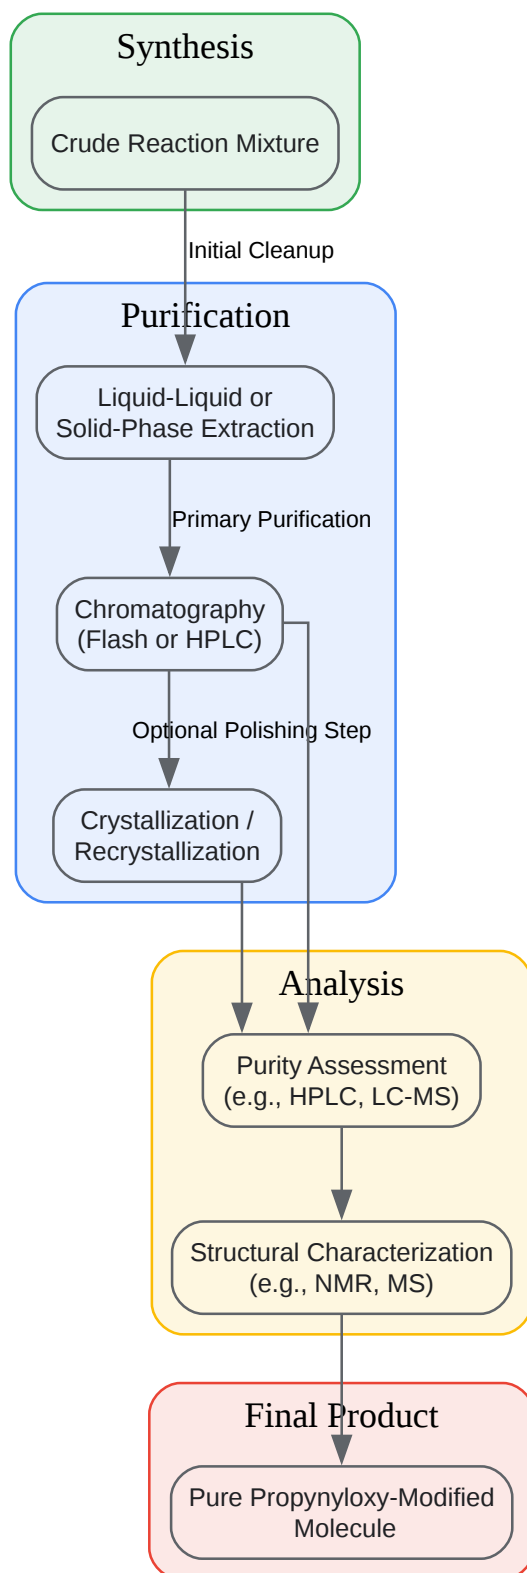 Synthesis
Crude Reaction Mixture
Initial Cleanup
Purification
Liquid-Liquid or
Solid-Phase Extraction
Primary Purification
Chromatography
(Flash or HPLC)
Optional Polishing Step
Crystallization /
Recrystallization
Analysis
Purity Assessment
(e.g., HPLC, LC-MS)
Structural Characterization
(e.g., NMR, MS)
Final Product
Pure Propynyloxy-Modified
Molecule